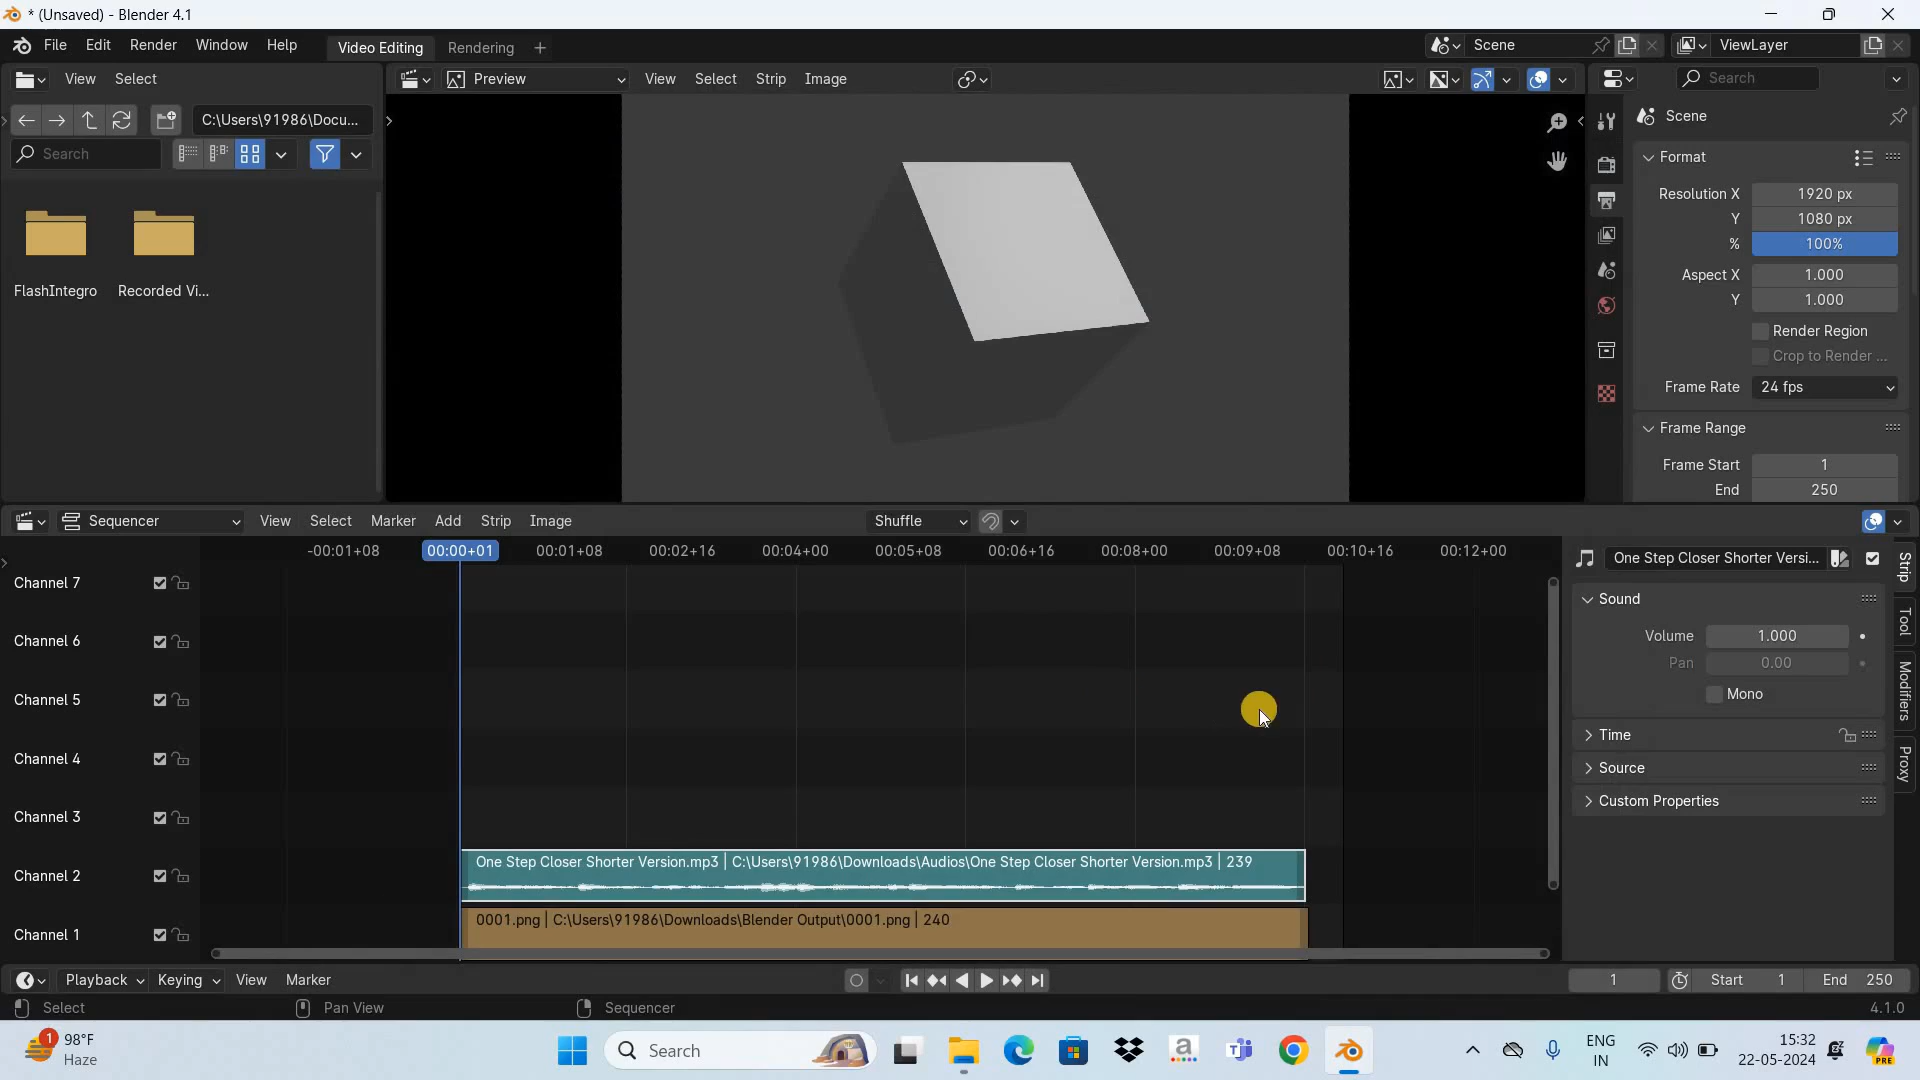 * (Unsaved) - Blender 4.1
File Edit Render Window Help Video Editing Rendering + Scene ViewLayer
View Select Preview View Select Strip Image Search
C:\Users\91986\Docu...
Search
FlashIntegro Recorded Vi...
Scene
Format
Resolution X 1920 px
Y 1080 px
% 100%
Aspect X 1.000
Y 1.000
Render Region
Crop to Render ...
Frame Rate 24 fps
Frame Range
Frame Start 1
End 250
Sequencer View Select Marker Add Strip Image Shuffle
-00:01+08 00:00+01 00:01+08 00:02+16 00:04+00 00:05+08 00:06+16 00:08+00 00:09+08 00:10+16 00:12+00
Channel 7
Channel 6
Channel 5
Channel 4
Channel 3
Channel 2
Channel 1
One Step Closer Shorter Version.mp3 | C:\Users\91986\Downloads\Audios\One Step Closer Shorter Version.mp3 | 239
0001.png | C:\Users\91986\Downloads\Blender Output\0001.png | 240
One Step Closer Shorter Versi...
Sound
Volume 1.000
Pan 0.00
Mono
Time
Source
Custom Properties
Strip
Tool
Modifiers
Proxy
Playback Keying View Marker 1 Start 1 End 250
Select Pan View Sequencer 4.1.0
1 98°F
Haze
Search
ENG
IN
15:32
22-05-2024
PRE